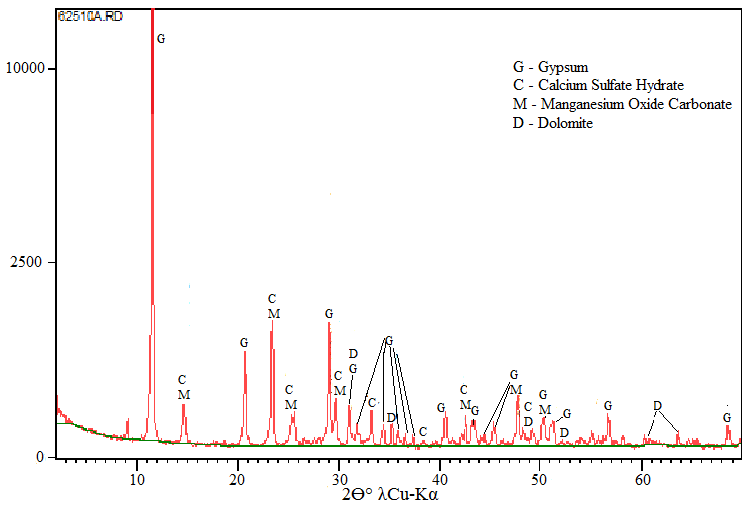 62510A.RD
G
10000
G - Gypsum
C - Calcium Sulfate Hydrate
M - Manganesium Oxide Carbonate
D - Dolomite
2500
C
M
G
G
G
D
G
C
M
C
M
C
M
C
D
C
G
C
M
G
G
M
C
D
G
M
G
D
G
D
G
0
10
20
30
40
50
60
2Ө° λCu-Kα